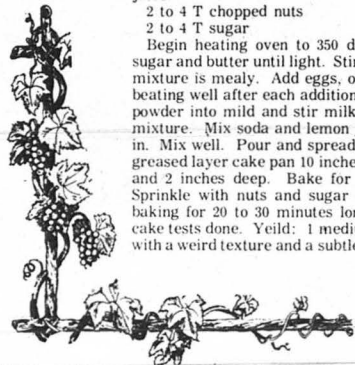 2 to 4 T chopped nuts
2 to 4 T sugar
Begin heating oven to 350 d
sugar and butter until light. Stir
mixture is mealy. Add eggs, o
beating well after each addition
powder into mild and stir milk
mixture. Mix soda and lemon
in. Mix well. Pour and spread
greased layer cake pan 10 inche
and 2 inches deep. Bake for
Sprinkle with nuts and sugar
baking for 20 to 30 minutes lon
cake tests done. Yeild: 1 medi
with a weird texture and a subtle